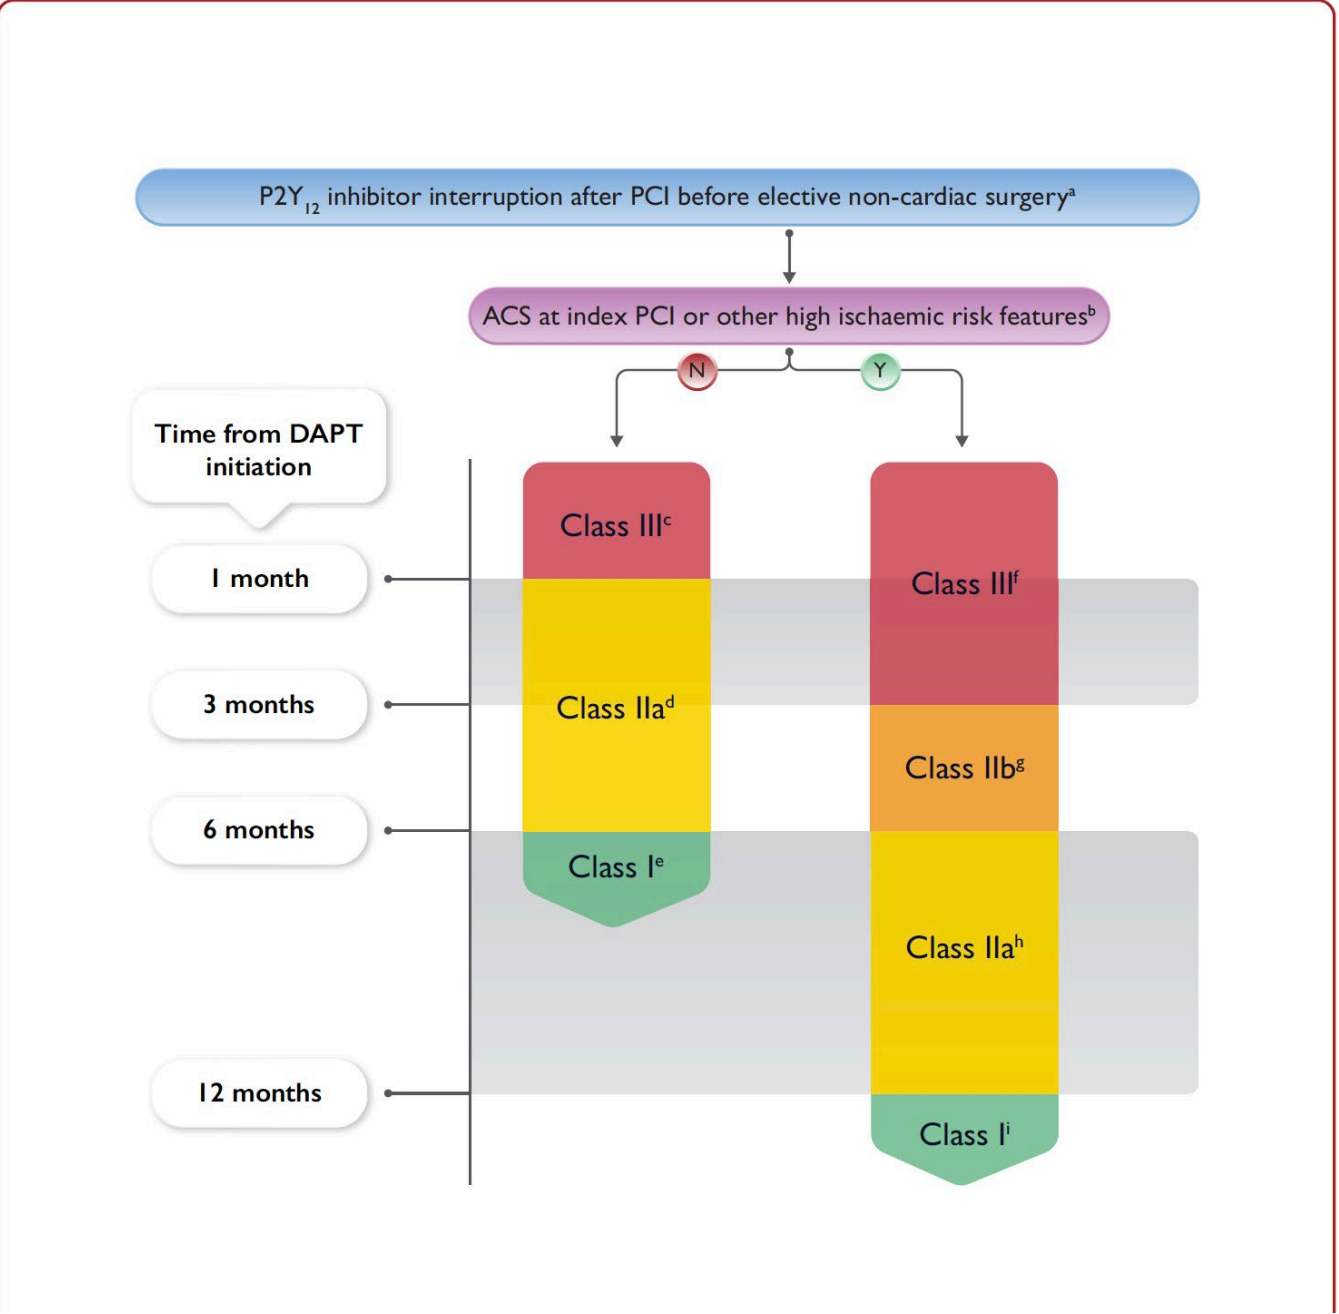 P2Y₁₂ inhibitor interruption after PCI before elective non-cardiac surgeryᵃ
ACS at index PCI or other high ischaemic risk featuresᵇ
N
Y
Time from DAPT
initiation
Class IIIᶜ
1 month
Class IIIᶠ
3 months
Class IIaᵈ
Class IIbᵍ
6 months
Class Iᵉ
Class IIaʰ
12 months
Class Iⁱ